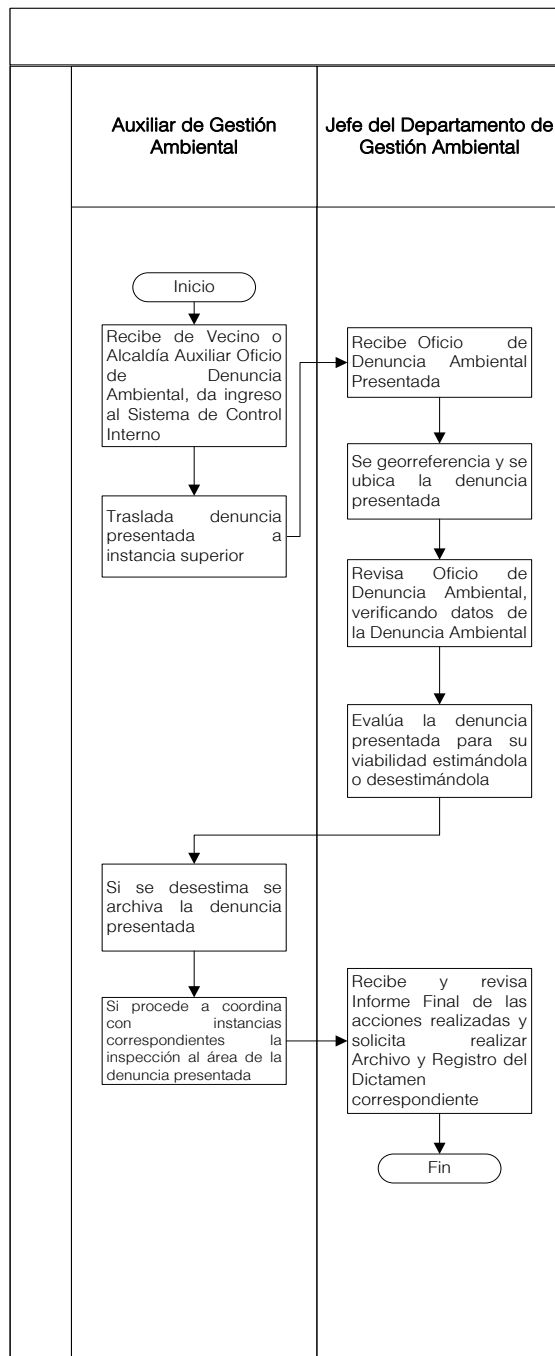 Auxiliar de Gestión
Ambiental
Jefe del Departamento de
Gestión Ambiental
Inicio
Recibe de Vecino o
Alcaldía Auxiliar Oficio
de Denuncia
Ambiental, da ingreso
al Sistema de Control
Interno
Traslada denuncia
presentada a
instancia superior
Recibe Oficio de
Denuncia Ambiental
Presentada
Se georreferencia y se
ubica la denuncia
presentada
Revisa Oficio de
Denuncia Ambiental,
verificando datos de
la Denuncia Ambiental
Evalúa la denuncia
presentada para su
viabilidad estimándola
o desestimándola
Si se desestima se
archiva la denuncia
presentada
Si procede a coordina
con instancias
correspondientes la
inspección al área de la
denuncia presentada
Recibe y revisa
Informe Final de las
acciones realizadas y
solicita realizar
Archivo y Registro del
Dictamen
correspondiente
Fin